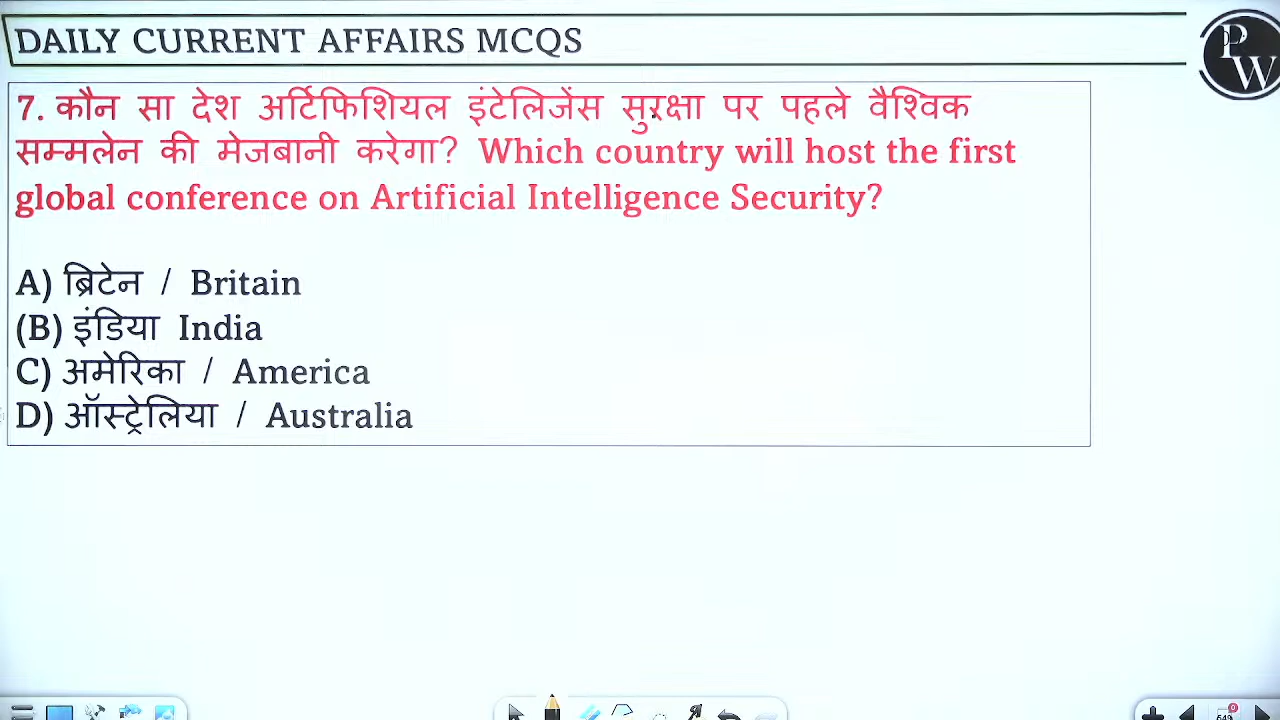 DAILY CURRENT AFFAIRS MCQS
PW
7. कौन सा देश अर्टिफिशियल इंटेलिजेंस सुरक्षा पर पहले वैश्विक
सम्मलेन की मेजबानी करेगा? Which country will host the first
global conference on Artificial Intelligence Security?
A) ब्रिटेन / Britain
(B) इंडिया India
C) अमेरिका / America
D) ऑस्ट्रेलिया / Australia